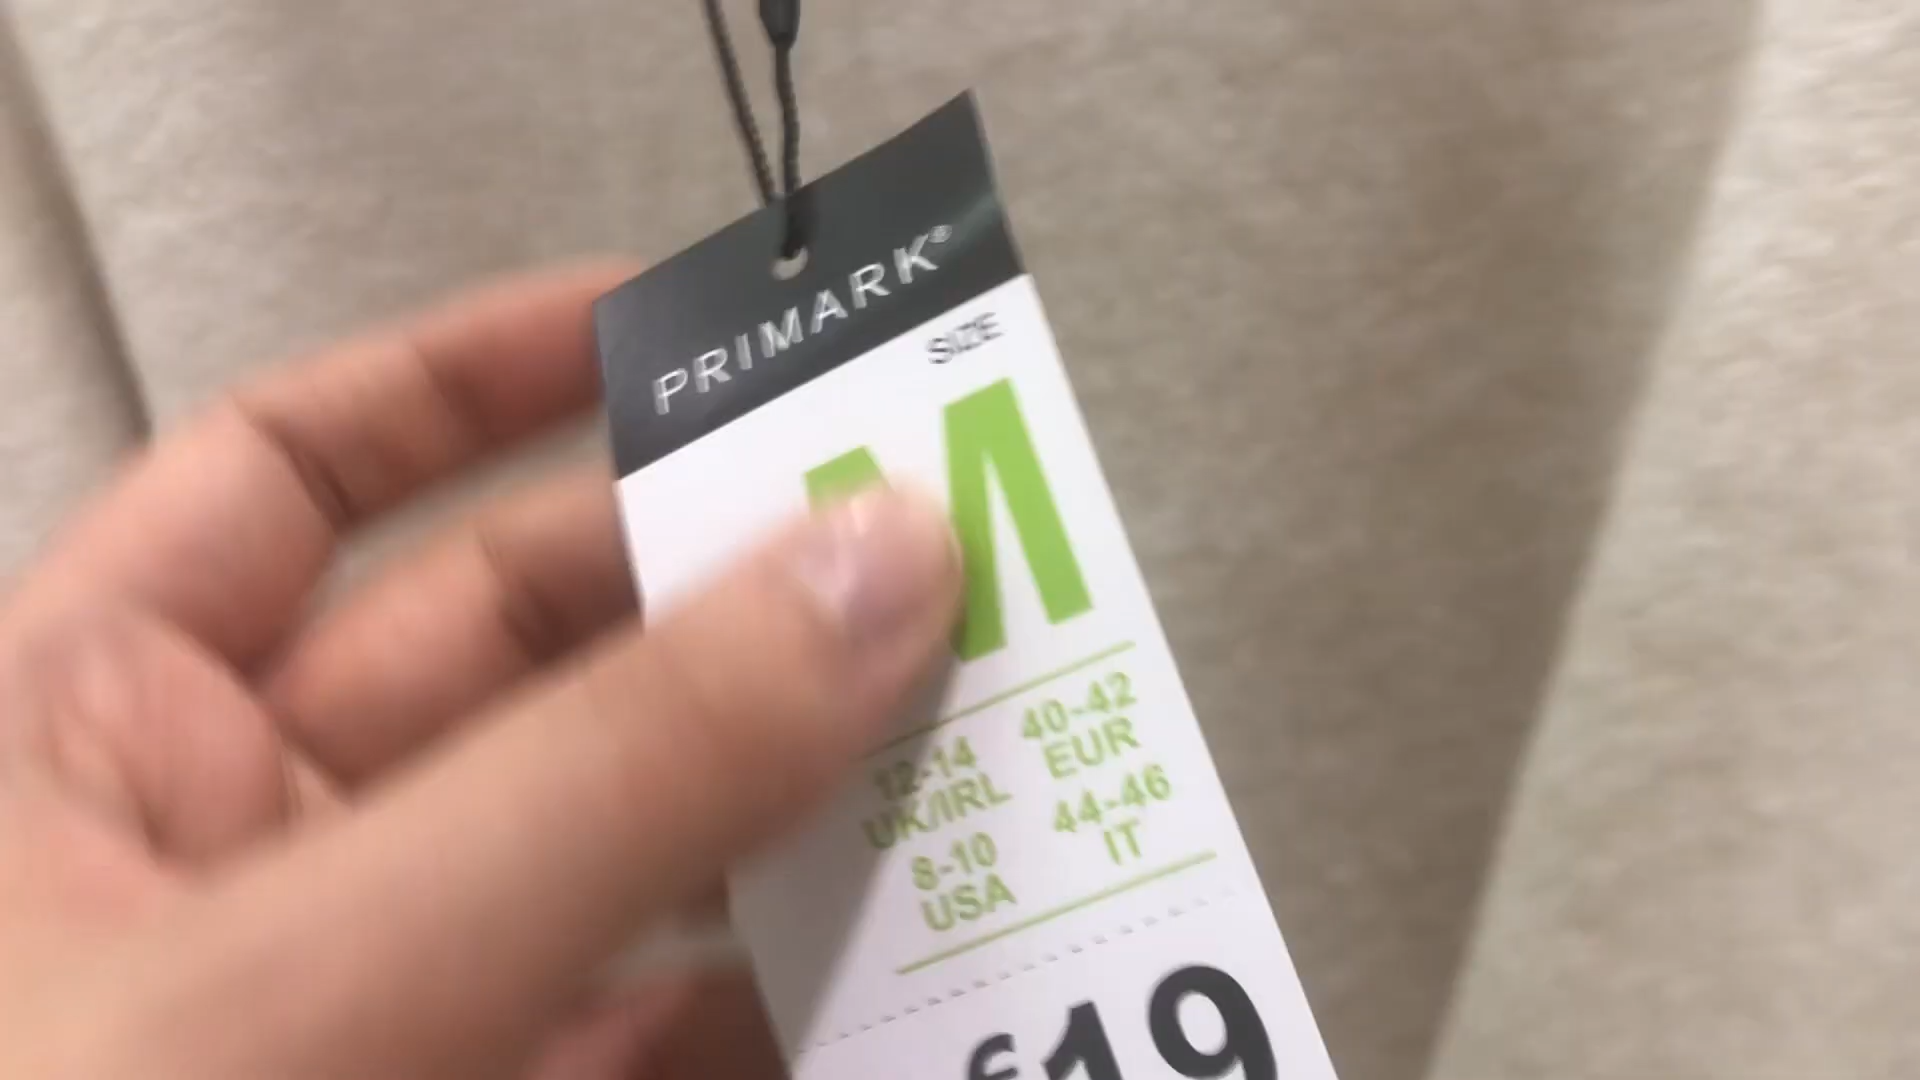 PRIMARK®
SIZE
M
12-14
UK/IRL
40-42
EUR
8-10
USA
44-46
IT
19